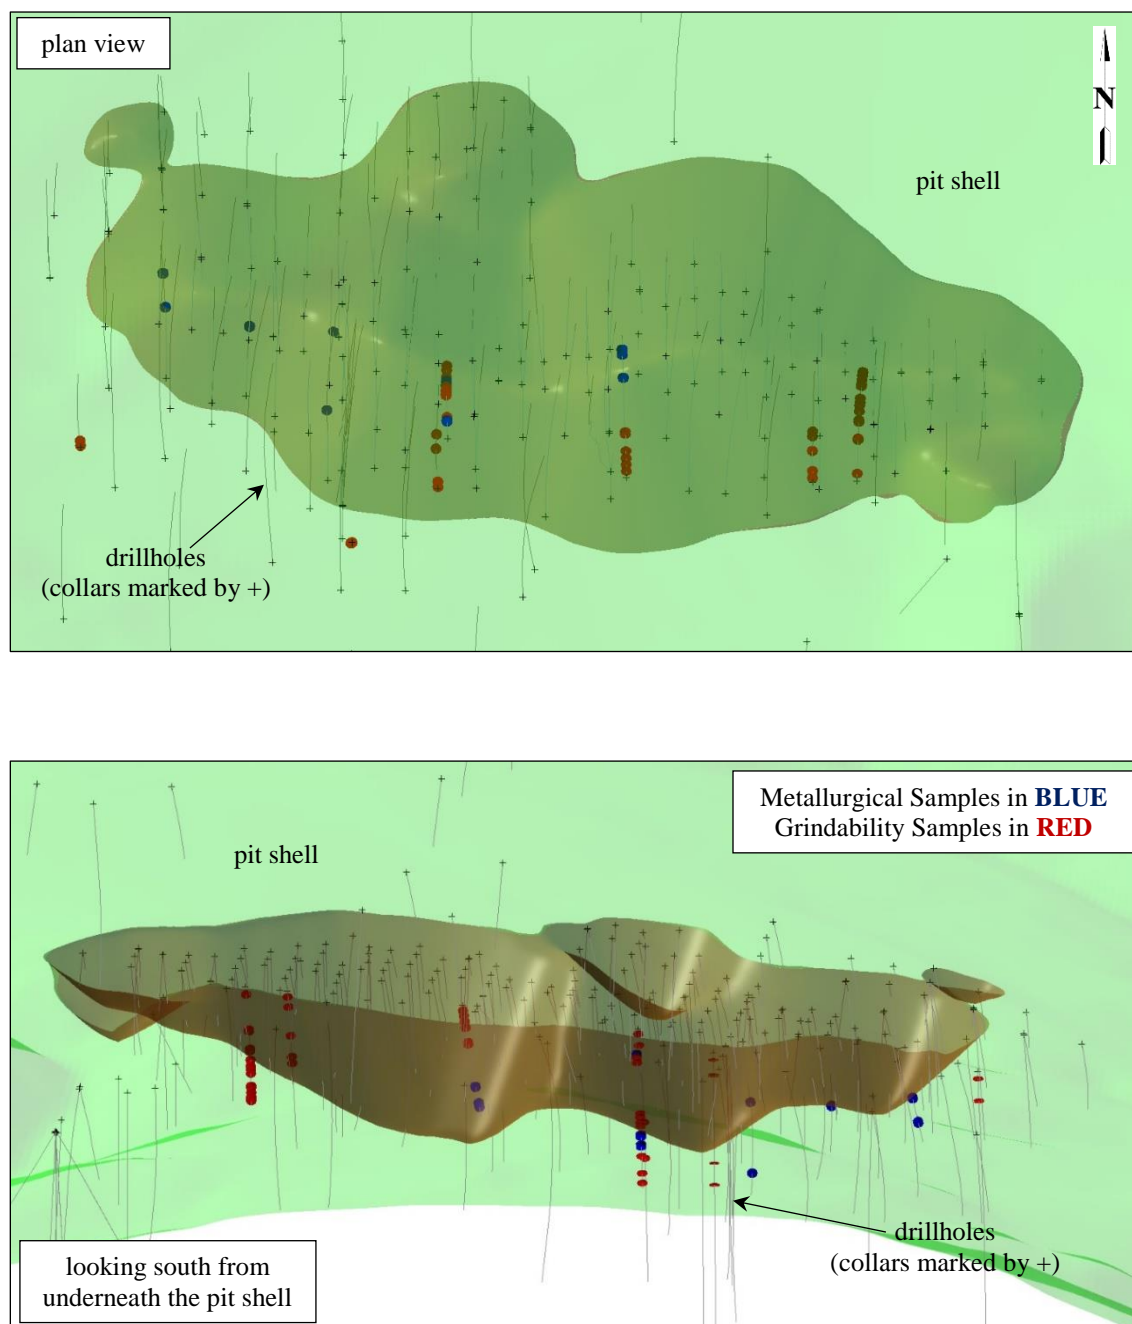 plan view
N
pit shell
drillholes
(collars marked by +)
Metallurgical Samples in BLUE
Grindability Samples in RED
pit shell
drillholes
(collars marked by +)
looking south from
underneath the pit shell